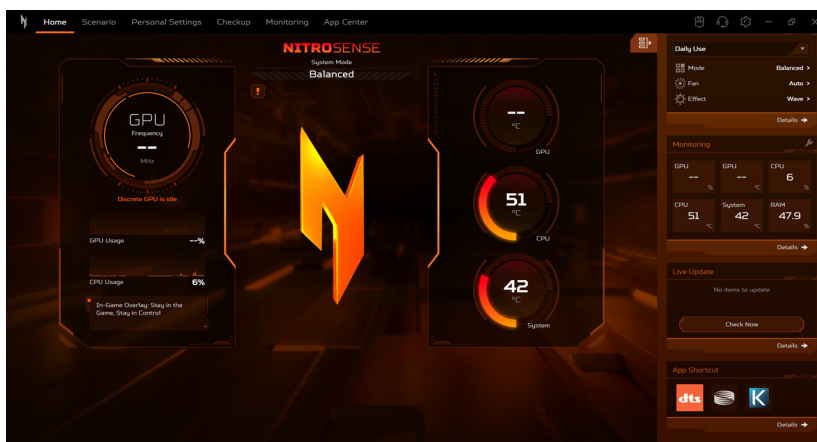 Home Scenario Personal Settings Checkup Monitoring App Center
NITROSENSE
System Mode
Balanced
GPU
Frequency
--
MHz
Discrete GPU is idle
GPU Usage --%
CPU Usage 6%
In-Game Overlay: Stay in the
Game, Stay in Control
--
°C
GPU
51
°C
CPU
42
°C
System
Daily Use
Mode Balanced >
Fan Auto >
Effect Wave >
Details
Monitoring
GPU GPU CPU
-- -- 6
% °C %
CPU System RAM
51 42 47.9
°C °C %
Details
Live Update
No items to update
Check Now
Details
App Shortcut
dts
K
Details